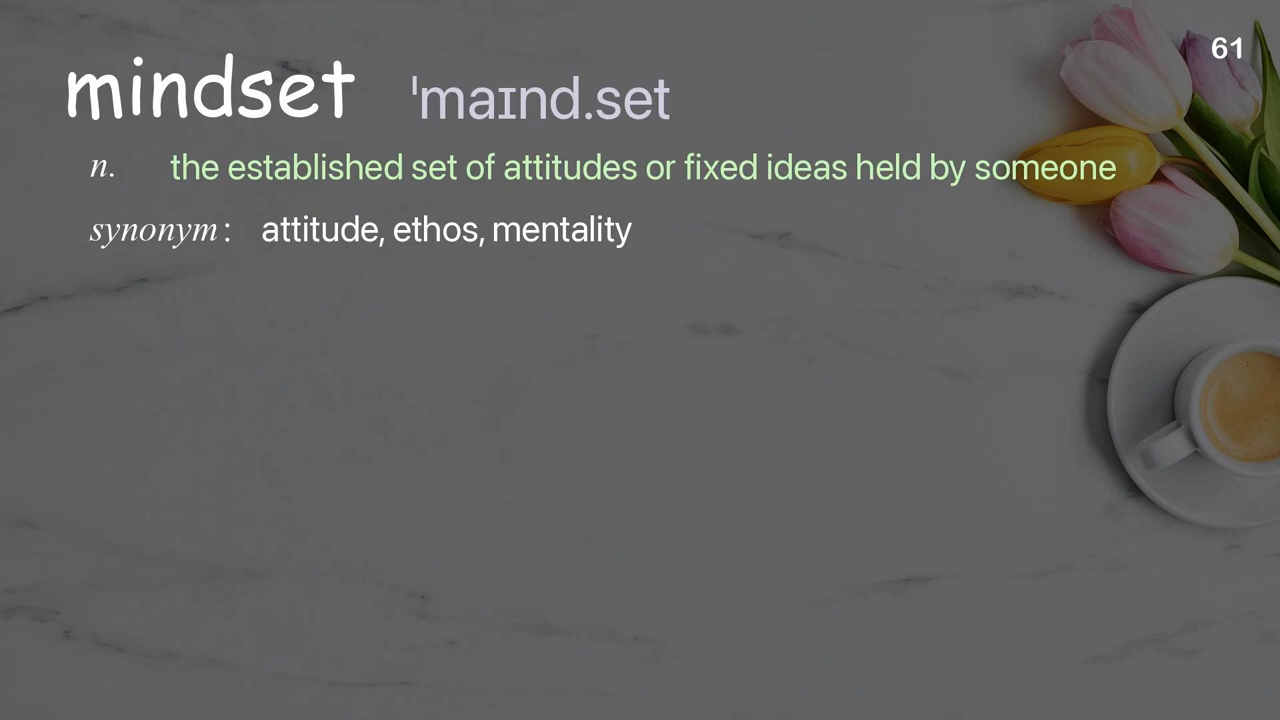 61
mindset ˈmaɪnd.set
n. the established set of attitudes or fixed ideas held by someone
synonym: attitude, ethos, mentality